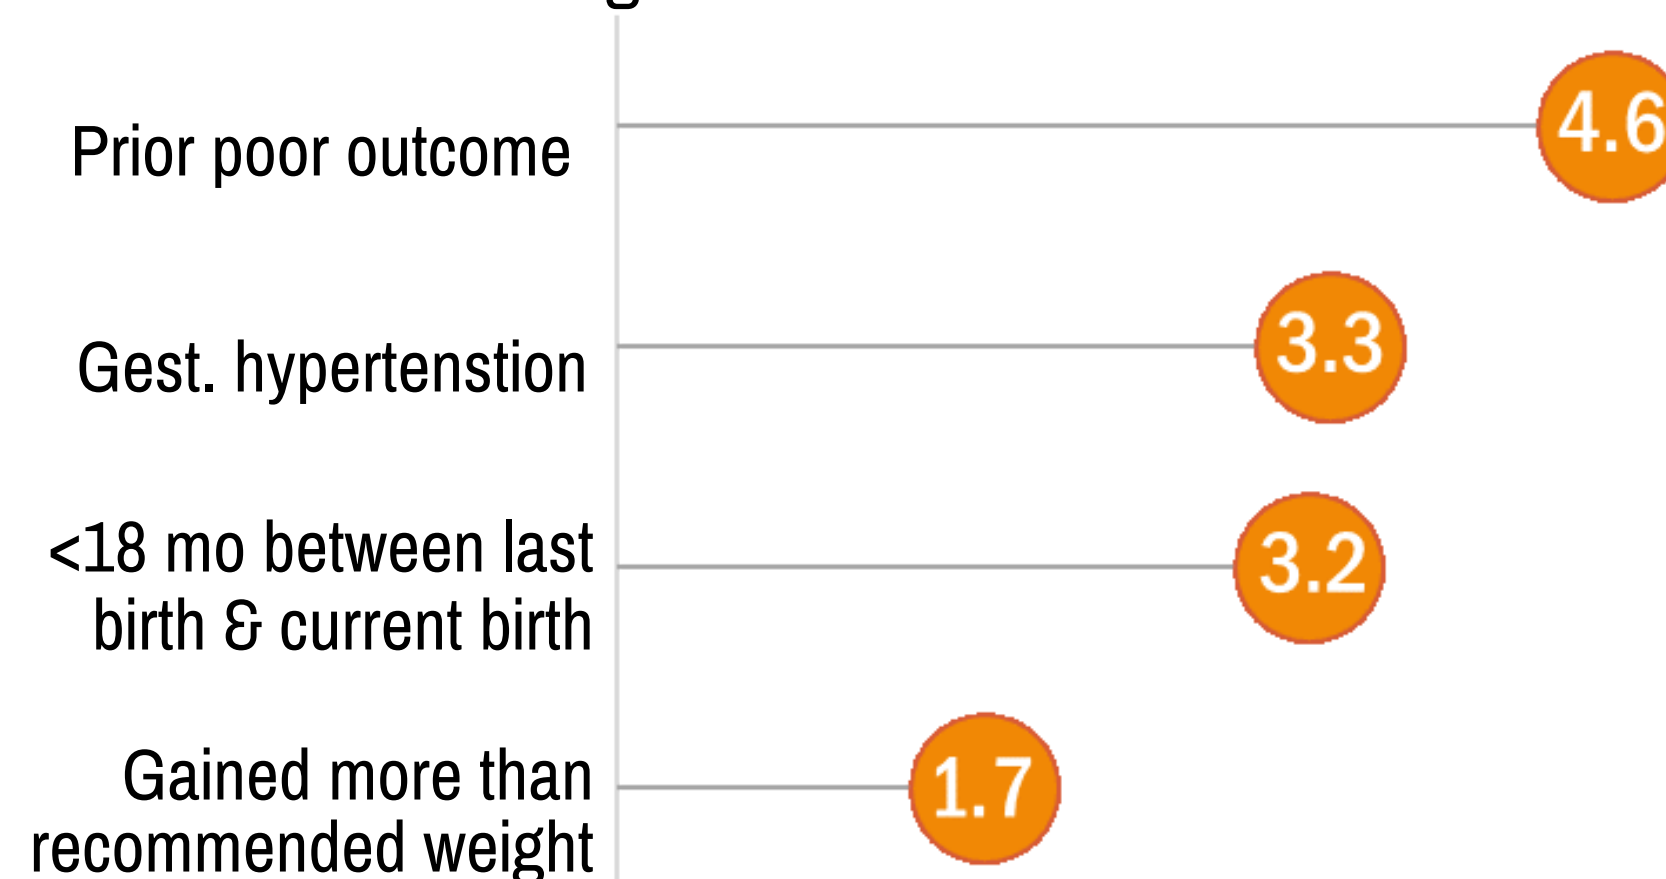 Prior poor outcome
4.6
Gest. hypertenstion
3.3
<18 mo between last
birth & current birth
3.2
Gained more than
recommended weight
1.7